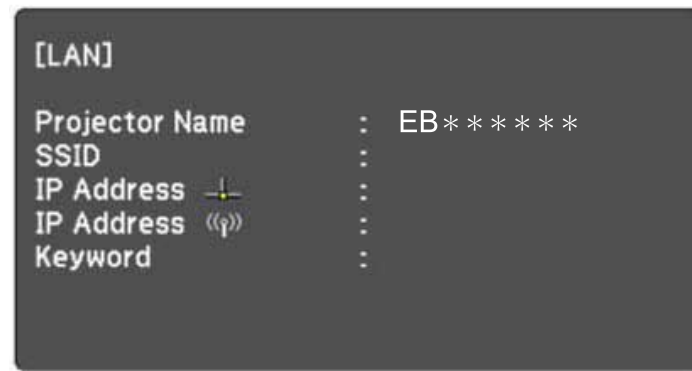 [LAN]
Projector Name : EB＊＊＊＊＊＊
SSID :
IP Address :
IP Address :
Keyword :